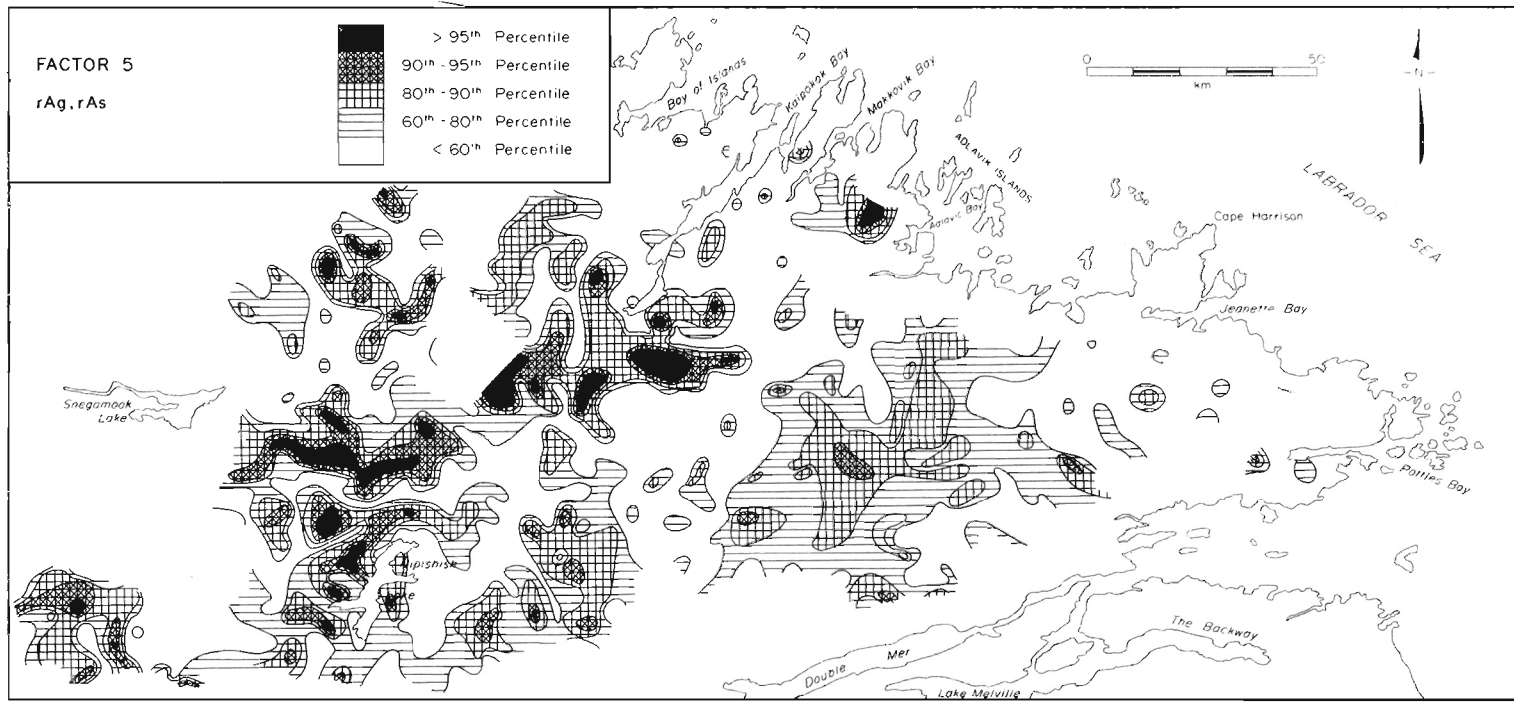 FACTOR 5
rAg, rAs
> 95th Percentile
90th - 95th Percentile
80th - 90th Percentile
60th - 80th Percentile
< 60th Percentile
0 50
km
N
Bay of Islands
Kaipokok Bay
Makkovik Bay
ADLAVIK ISLANDS
Adlavic Bay
LABRADOR SEA
Cape Harrison
Jeanette Bay
Snegamook
Lake
Pottles Bay
The Backway
Double Mer
Lake Melville